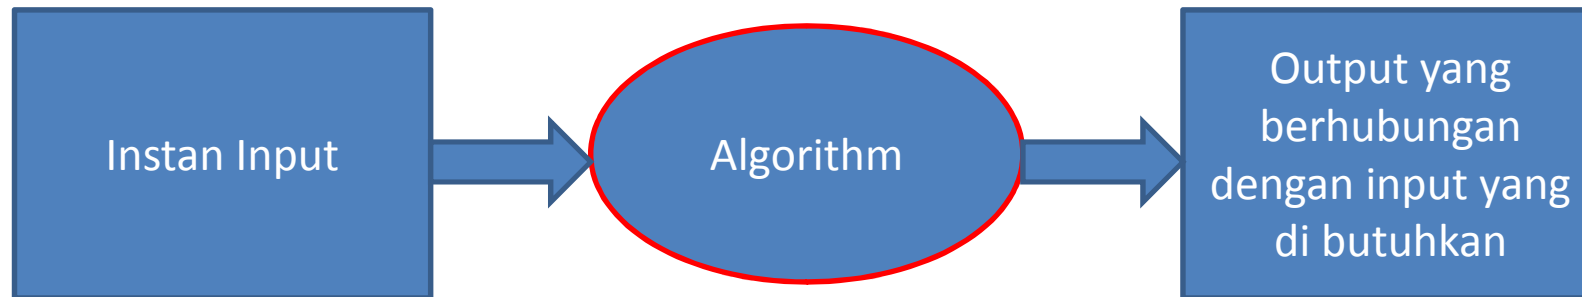 Instan Input
Algorithm
Output yang
berhubungan
dengan input yang
di butuhkan